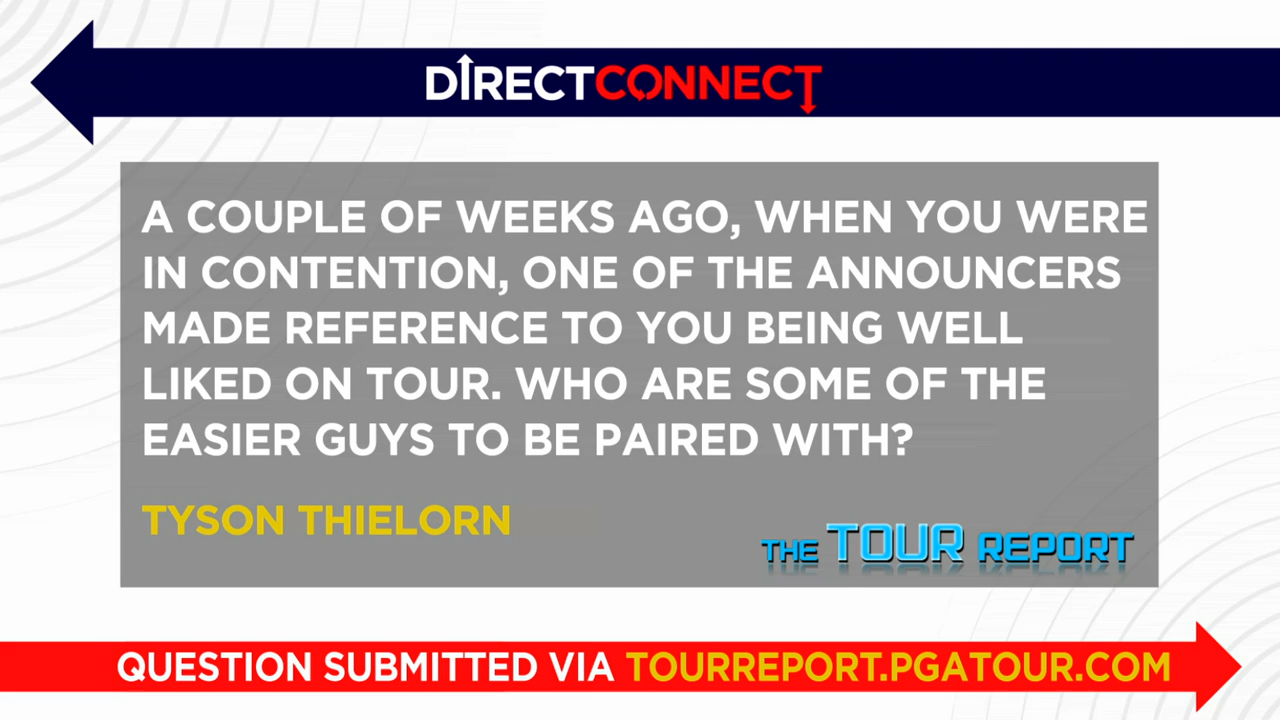 DIRECTCONNECT
A COUPLE OF WEEKS AGO, WHEN YOU WERE
IN CONTENTION, ONE OF THE ANNOUNCERS
MADE REFERENCE TO YOU BEING WELL
LIKED ON TOUR. WHO ARE SOME OF THE
EASIER GUYS TO BE PAIRED WITH?
TYSON THIELORN
THE TOUR REPORT
QUESTION SUBMITTED VIA TOURREPORT.PGATOUR.COM